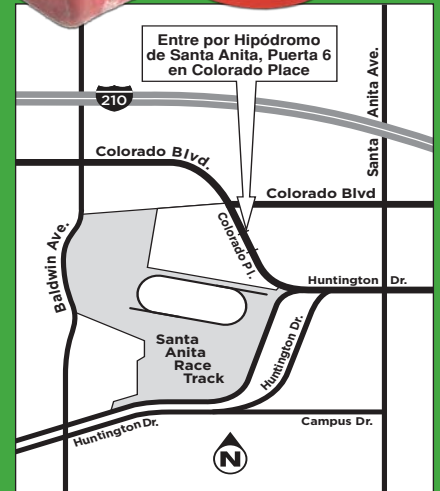 Entre por Hipódromo
de Santa Anita, Puerta 6
en Colorado Place
210
Santa Anita Ave.
Colorado Blvd.
Colorado Blvd
Colorado Pl.
Baldwin Ave.
Huntington Dr.
Santa
Anita
Race
Track
Huntington Dr.
Huntington Dr.
Campus Dr.
N